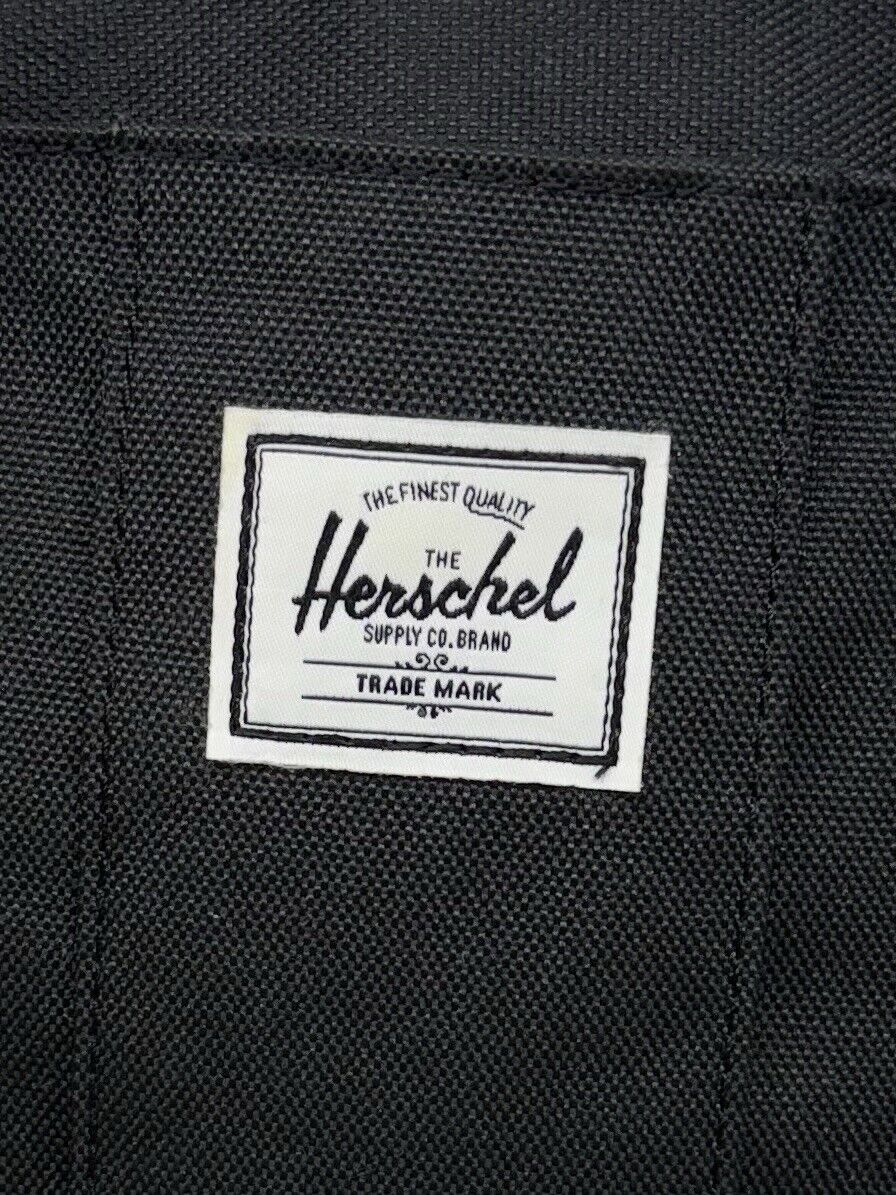 THE FINEST QUALITY
THE
Herschel
SUPPLY CO. BRAND
TRADE MARK